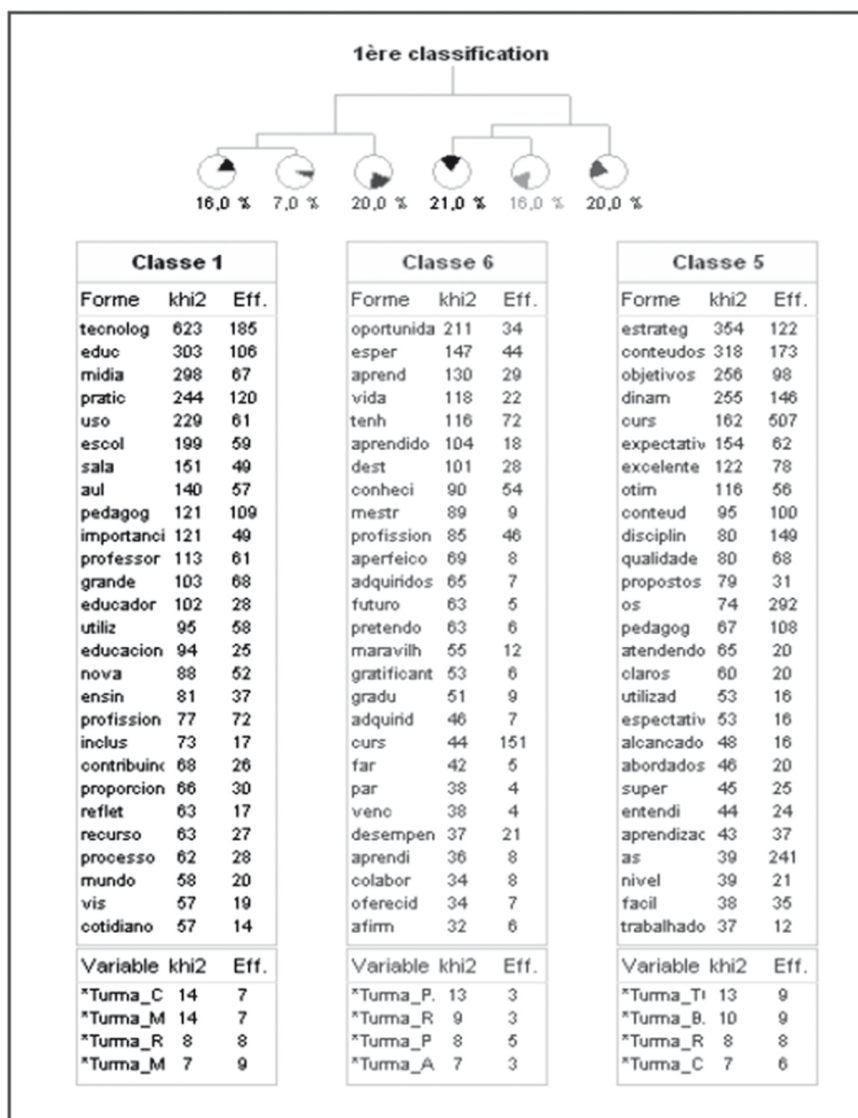 1ère classification
16,0 % 7,0 % 20,0 % 21,0 % 16,0 % 20,0 %
Classe 1
Forme khi2 Eff.
tecnolog 623 185
educ 303 106
midia 298 67
pratic 244 120
uso 229 61
escol 199 59
sala 151 49
aul 140 57
pedagog 121 109
importanci 121 49
professor 113 61
grande 103 68
educador 102 28
utiliz 95 58
educacion 94 25
nova 88 52
ensin 81 37
profission 77 72
inclus 73 17
contribuinc 68 26
proporcion 66 30
reflet 63 17
recurso 63 27
processo 62 28
mundo 58 20
vis 57 19
cotidiano 57 14
Variable khi2 Eff.
*Turma_C 14 7
*Turma_M 14 7
*Turma_R 8 8
*Turma_M 7 9
Classe 6
Forme khi2 Eff.
oportunida 211 34
esper 147 44
aprend 130 29
vida 118 22
tenh 116 72
aprendido 104 18
dest 101 28
conheci 90 54
mestr 89 9
profission 85 46
aperfeico 69 8
adquiridos 65 7
futuro 63 5
pretendo 63 6
maravilh 55 12
gratificant 53 6
gradu 51 9
adquirid 46 7
curs 44 151
far 42 5
par 38 4
venc 38 4
desempen 37 21
aprendi 36 8
colabor 34 8
oferecid 34 7
afirm 32 6
Variable khi2 Eff.
*Turma_P. 13 3
*Turma_R 9 3
*Turma_P 8 5
*Turma_A 7 3
Classe 5
Forme khi2 Eff.
estrateg 354 122
conteudos 318 173
objetivos 256 98
dinam 255 146
curs 162 507
expectativ 154 62
excelente 122 78
otim 116 56
conteud 95 100
disciplin 80 149
qualidade 80 68
propostos 79 31
os 74 292
pedagog 67 108
atendendo 65 20
claros 60 20
utilizad 53 16
espectativ 53 16
alcancado 48 16
abordados 46 20
super 45 25
entendi 44 24
aprendizac 43 37
as 39 241
nivel 39 21
facil 38 35
trabalhado 37 12
Variable khi2 Eff.
13 9
*Turma_B. 10 9
*Turma_R 8 8
*Turma_C 7 6